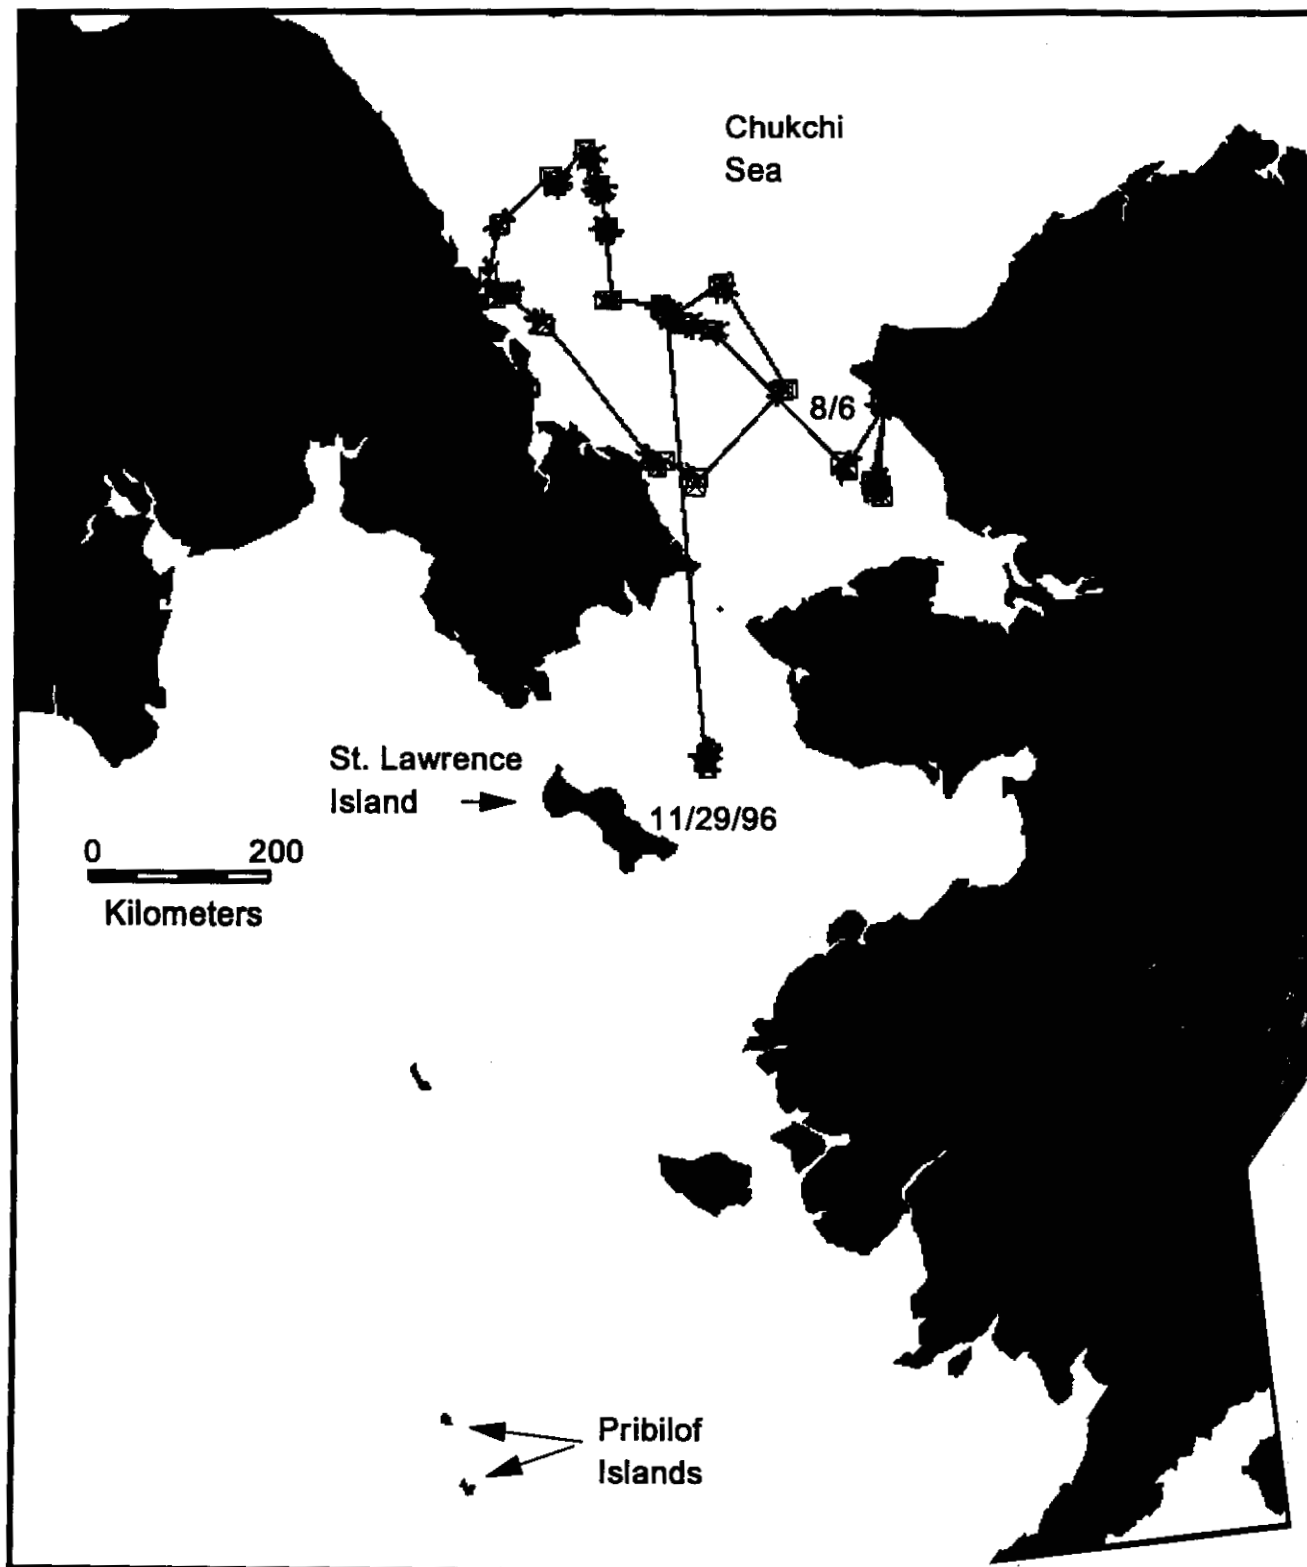 Chukchi
Sea
8/6
St. Lawrence
Island
11/29/96
0 200
Kilometers
Pribilof
Islands